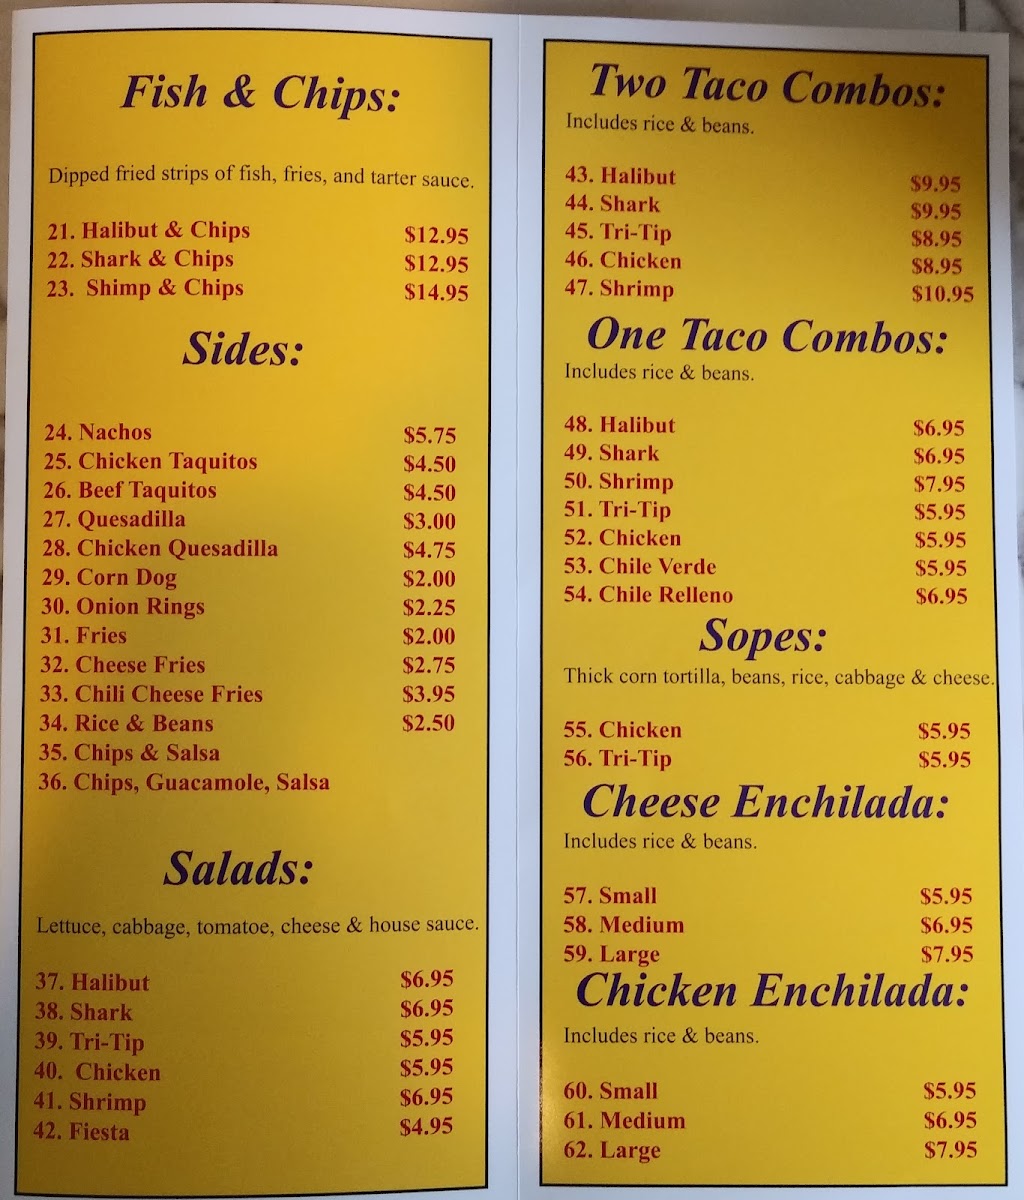 Fish & Chips:
Dipped fried strips of fish, fries, and tarter sauce.
21. Halibut & Chips $12.95
22. Shark & Chips $12.95
23. Shimp & Chips $14.95
Sides:
24. Nachos $5.75
25. Chicken Taquitos $4.50
26. Beef Taquitos $4.50
27. Quesadilla $3.00
28. Chicken Quesadilla $4.75
29. Corn Dog $2.00
30. Onion Rings $2.25
31. Fries $2.00
32. Cheese Fries $2.75
33. Chili Cheese Fries $3.95
34. Rice & Beans $2.50
35. Chips & Salsa
36. Chips, Guacamole, Salsa
Salads:
Lettuce, cabbage, tomatoe, cheese & house sauce.
37. Halibut $6.95
38. Shark $6.95
39. Tri-Tip $5.95
40. Chicken $5.95
41. Shrimp $6.95
42. Fiesta $4.95
Two Taco Combos:
Includes rice & beans.
43. Halibut $9.95
44. Shark $9.95
45. Tri-Tip $8.95
46. Chicken $8.95
47. Shrimp $10.95
One Taco Combos:
Includes rice & beans.
48. Halibut $6.95
49. Shark $6.95
50. Shrimp $7.95
51. Tri-Tip $5.95
52. Chicken $5.95
53. Chile Verde $5.95
54. Chile Relleno $6.95
Sopes:
Thick corn tortilla, beans, rice, cabbage & cheese.
55. Chicken $5.95
56. Tri-Tip $5.95
Cheese Enchilada:
Includes rice & beans.
57. Small $5.95
58. Medium $6.95
59. Large $7.95
Chicken Enchilada:
Includes rice & beans.
60. Small $5.95
61. Medium $6.95
62. Large $7.95